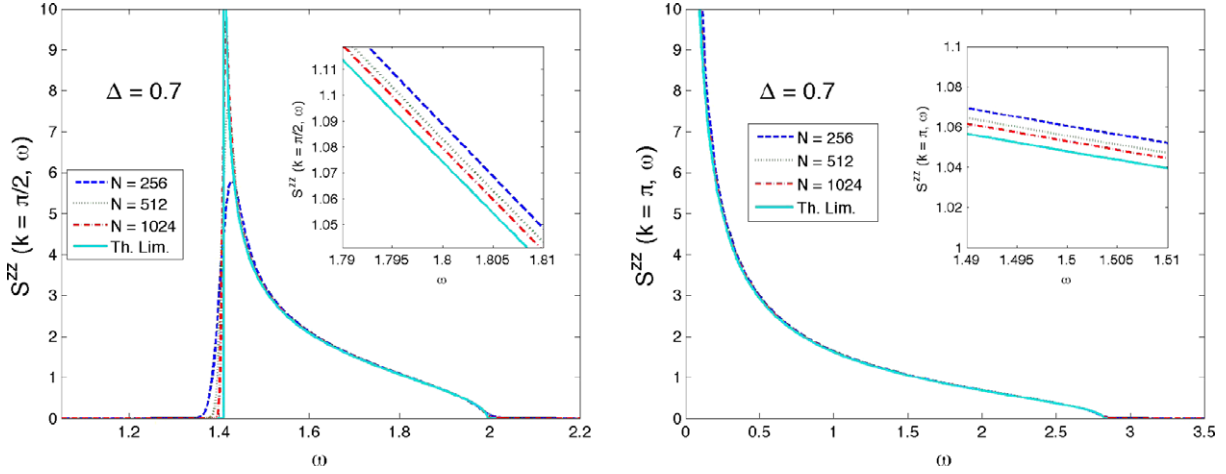 S^zz (k = π/2, ω)
10
9
8
7
6
5
4
3
2
1
0
Δ = 0.7
N = 256
N = 512
N = 1024
Th. Lim.
S^zz (k = π/2, ω)
1.11
1.1
1.09
1.08
1.07
1.06
1.05
1.79 1.795 1.8 1.805 1.81
ω
1.2 1.4 1.6 1.8 2 2.2
ω
S^zz (k = π, ω)
10
9
8
7
6
5
4
3
2
1
0
Δ = 0.7
N = 256
N = 512
N = 1024
Th. Lim.
S^zz (k = π, ω)
1.1
1.08
1.06
1.04
1.02
1
1.49 1.495 1.5 1.505 1.51
ω
0 0.5 1 1.5 2 2.5 3 3.5
ω